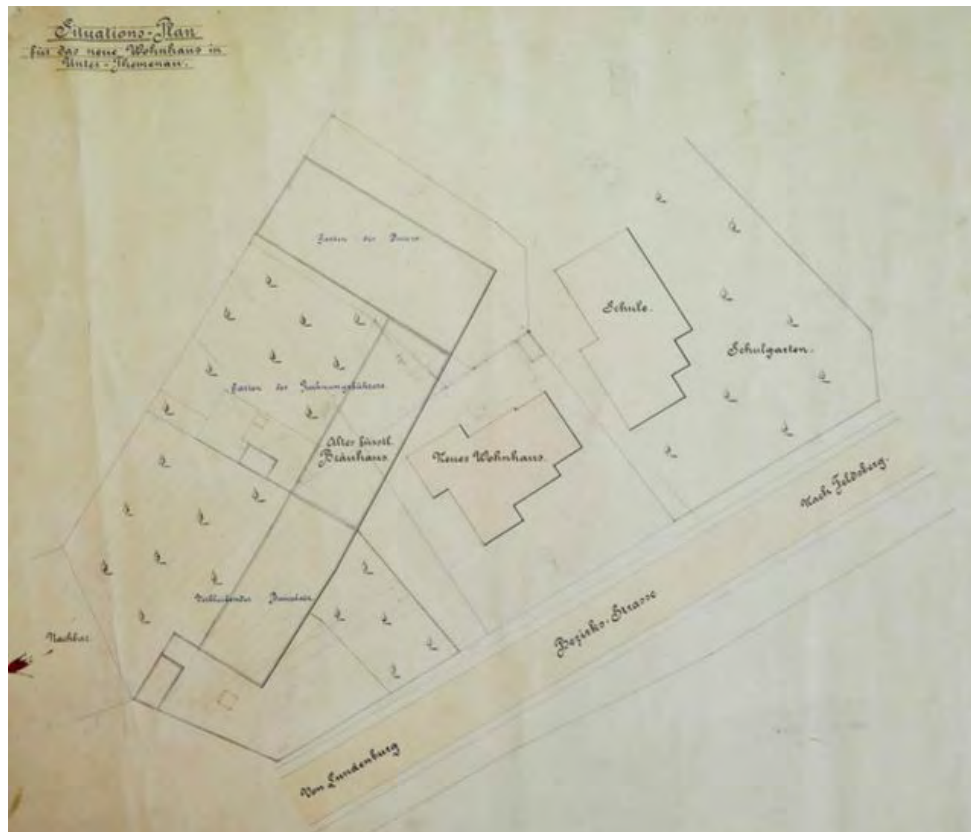 Situations-Plan
für das neue Wohnhaus in
Unter-Themenau.
Garten der
Schule.
Schulgarten.
Garten des Rechnungsführers
Altes fürstl.
Bräuhaus.
Neues Wohnhaus.
Nach Feldsberg.
Bezirks-Strasse
Nachbar
Von Lundenburg